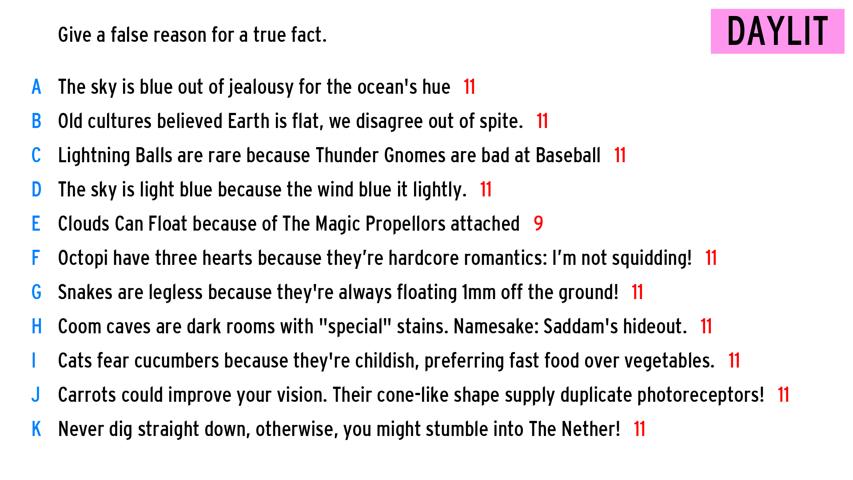 Give a false reason for a true fact.
DAYLIT
A The sky is blue out of jealousy for the ocean's hue 11
B Old cultures believed Earth is flat, we disagree out of spite. 11
C Lightning Balls are rare because Thunder Gnomes are bad at Baseball 11
D The sky is light blue because the wind blue it lightly. 11
E Clouds Can Float because of The Magic Propellors attached 9
F Octopi have three hearts because they’re hardcore romantics: I’m not squidding! 11
G Snakes are legless because they're always floating 1mm off the ground! 11
H Coom caves are dark rooms with "special" stains. Namesake: Saddam's hideout. 11
I Cats fear cucumbers because they're childish, preferring fast food over vegetables. 11
J Carrots could improve your vision. Their cone-like shape supply duplicate photoreceptors! 11
K Never dig straight down, otherwise, you might stumble into The Nether! 11